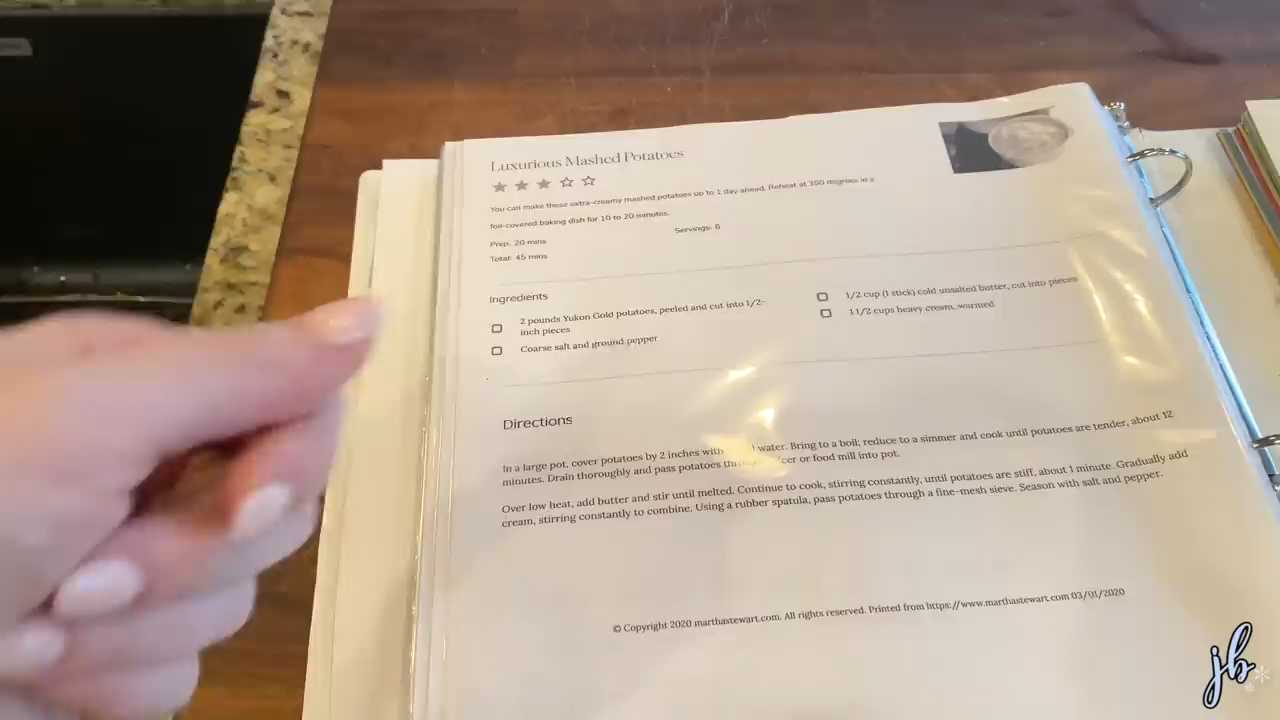 Luxurious Mashed Potatoes
You can make these extra-creamy mashed potatoes up to 1 day ahead. Reheat at 350 degrees in a
foil-covered baking dish for 10 to 20 minutes.
Prep: 20 mins
Servings: 6
Total: 45 mins
Ingredients
2 pounds Yukon Gold potatoes, peeled and cut into 1/2-
inch pieces
Coarse salt and ground pepper
1/2 cup (1 stick) cold unsalted butter, cut into pieces
1 1/2 cups heavy cream, warmed
Directions
In a large pot, cover potatoes by 2 inches with water. Bring to a boil; reduce to a simmer and cook until potatoes are tender, about 12
minutes. Drain thoroughly and pass potatoes or food mill into pot.
Over low heat, add butter and stir until melted. Continue to cook, stirring constantly, until potatoes are stiff, about 1 minute. Gradually add
cream, stirring constantly to combine. Using a rubber spatula, pass potatoes through a fine-mesh sieve. Season with salt and pepper.
© Copyright 2020 marthastewart.com. All rights reserved. Printed from https://www.marthastewart.com 03/01/2020
jb